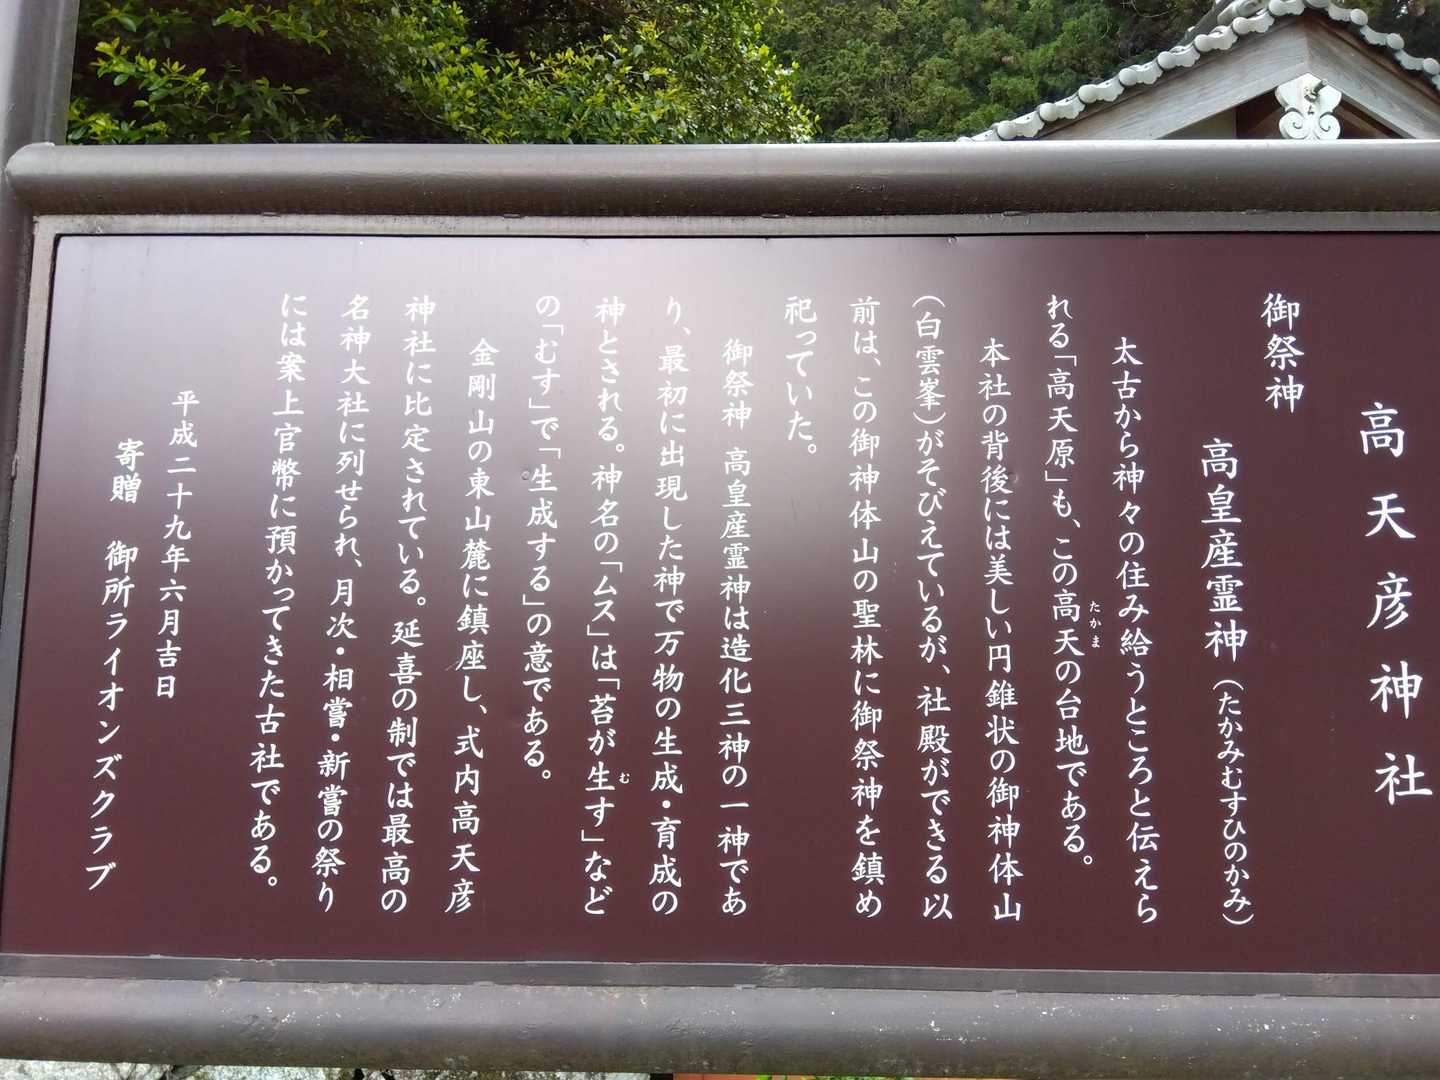 高天彦神社
御祭神
高皇産霊神(たかみむすひのかみ)
太古から神々の住み給うところと伝えら
れる「高天原」も、この高天の台地である。
たかま
本社の背後には美しい円錐状の御神体山
(白雲峯)がそびえているが、社殿ができる以
前は、この御神体山の聖林に御祭神を鎮め
祀っていた。
御祭神 高皇産霊神は造化三神の一神であ
り、最初に出現した神で万物の生成・育成の
神とされる。神名の「ムス」は「苔が生す」など
む
の「むす」で「生成する」の意である。
金剛山の東山麓に鎮座し、式内高天彦
神社に比定されている。延喜の制では最高の
名神大社に列せられ、月次・相嘗・新嘗の祭り
には案上官幣に預かってきた古社である。
平成二十九年六月吉日
寄贈 御所ライオンズクラブ